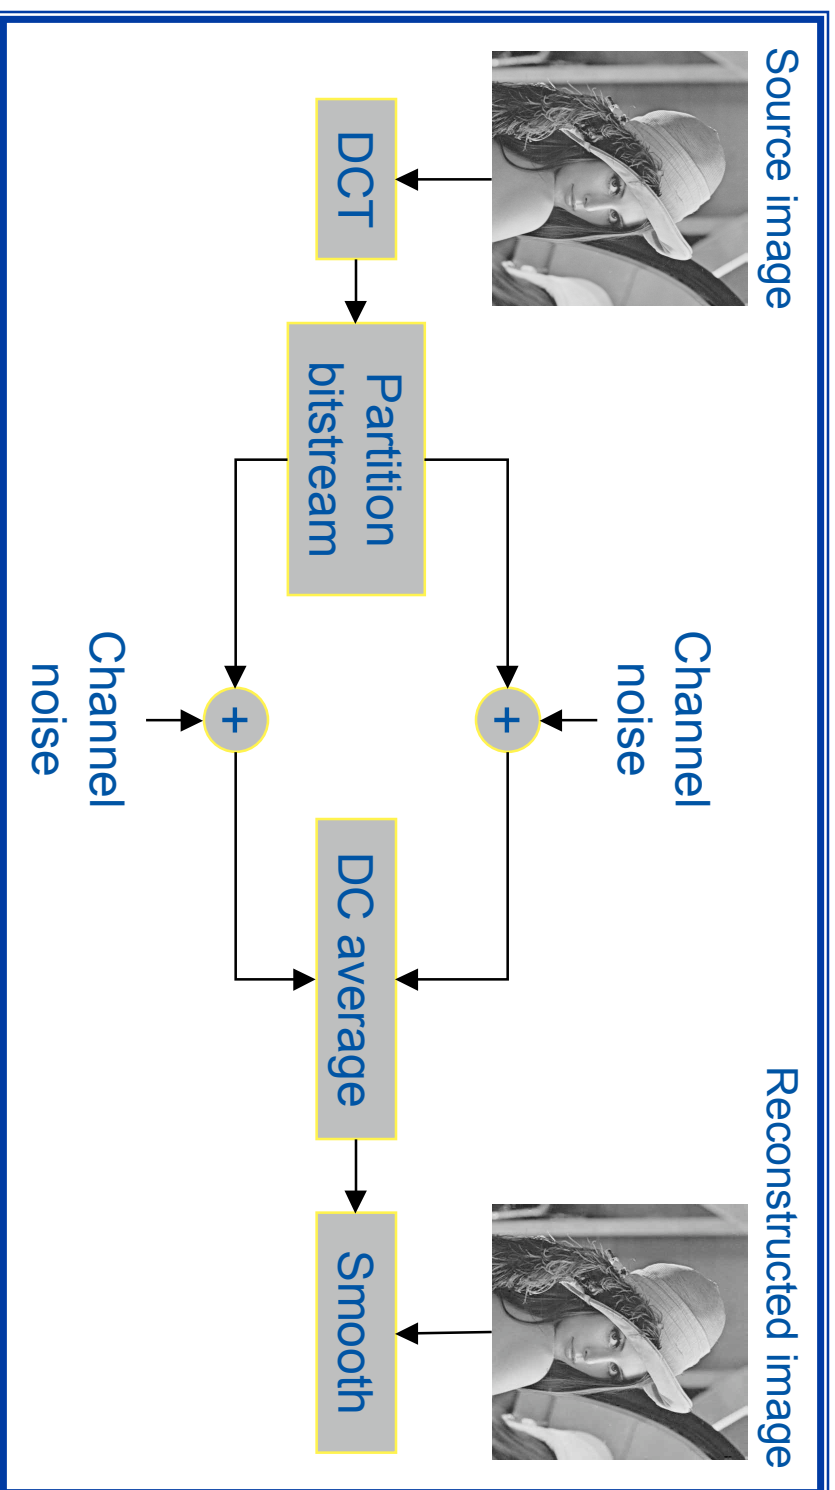 Source image
Reconstructed image
Channel
noise
DCT
Partition
bitstream
+
+
DC average
Smooth
Channel
noise